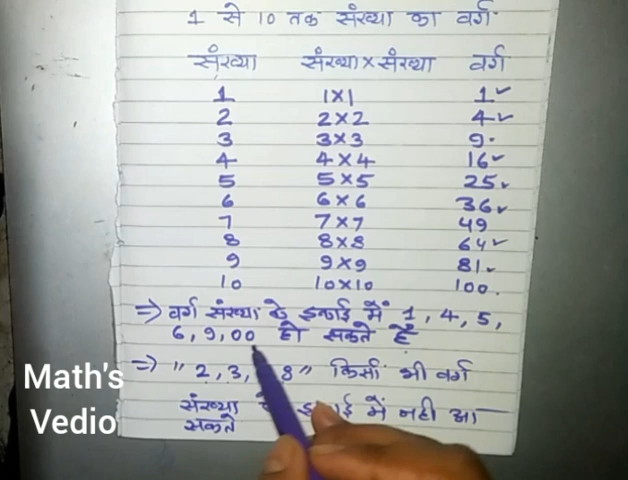 1 से 10 तक संख्या का वर्ग
संख्या संख्या×संख्या वर्ग
1 1×1 1
2 2×2 4
3 3×3 9
4 4×4 16
5 5×5 25
6 6×6 36
7 7×7 49
8 8×8 64
9 9×9 81
10 10×10 100
=> वर्ग संख्या के इकाई में 1, 4, 5,
6, 9, 00 हो सकते हैं
=> " 2, 3, 8 " किसी भी वर्ग
संख्या में नही आ
सकते
Math's
Vedio